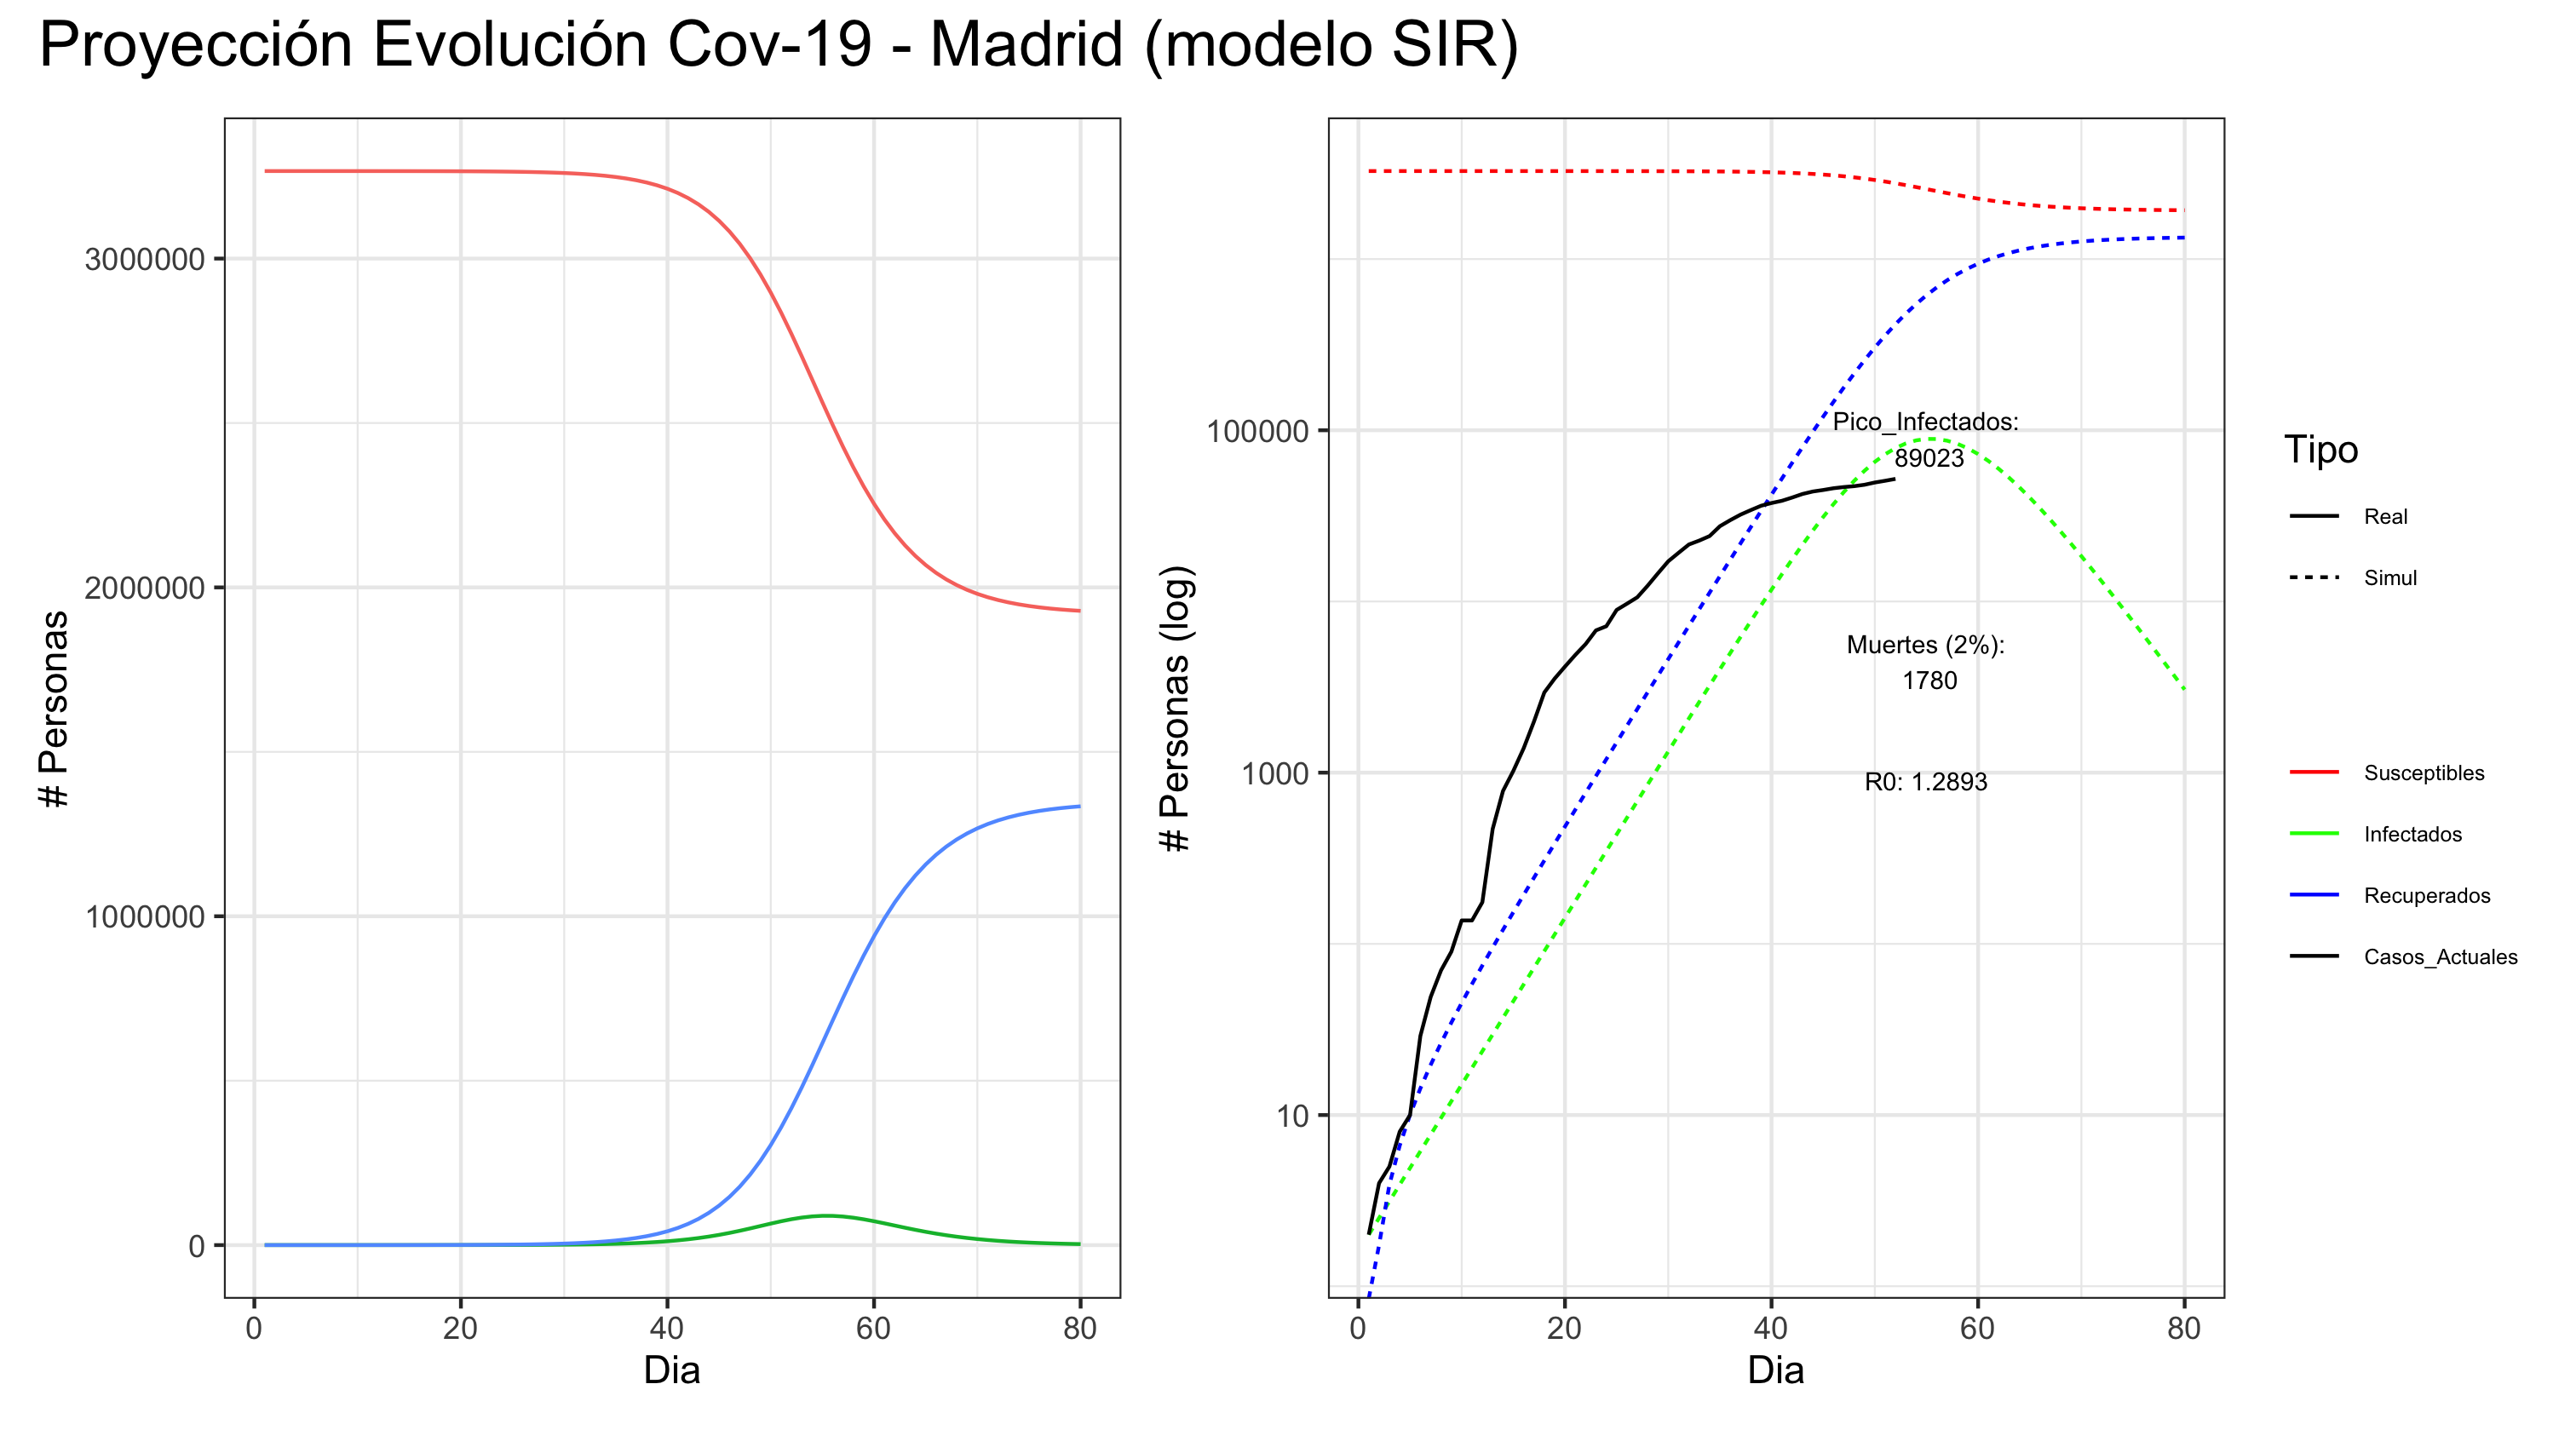 Proyección Evolución Cov-19 - Madrid (modelo SIR)
# Personas
3000000
2000000
1000000
0
0 20 40 60 80
Dia
# Personas (log)
100000
1000
10
Pico_Infectados:
89023
Muertes (2%):
1780
R0: 1.2893
0 20 40 60 80
Dia
Tipo
Real
Simul
Susceptibles
Infectados
Recuperados
Casos_Actuales